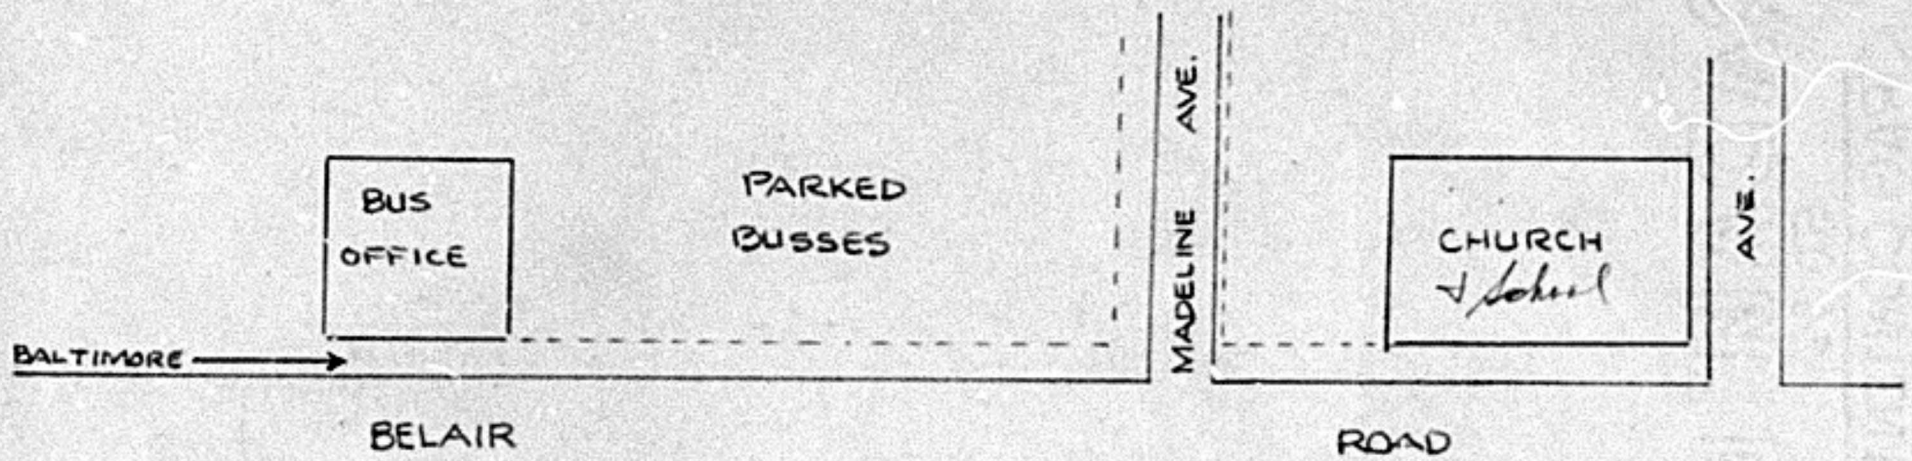 BUS
OFFICE
PARKED
BUSSES
MADELINE AVE.
CHURCH
+ School
AVE.
BALTIMORE
BELAIR ROAD